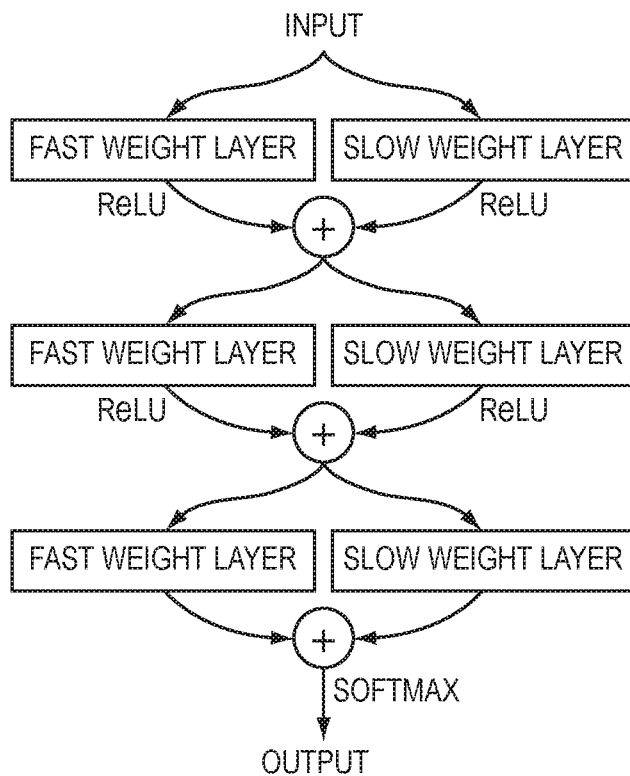 INPUT
FAST WEIGHT LAYER
SLOW WEIGHT LAYER
ReLU
ReLU
+
FAST WEIGHT LAYER
SLOW WEIGHT LAYER
ReLU
ReLU
+
FAST WEIGHT LAYER
SLOW WEIGHT LAYER
+
SOFTMAX
OUTPUT